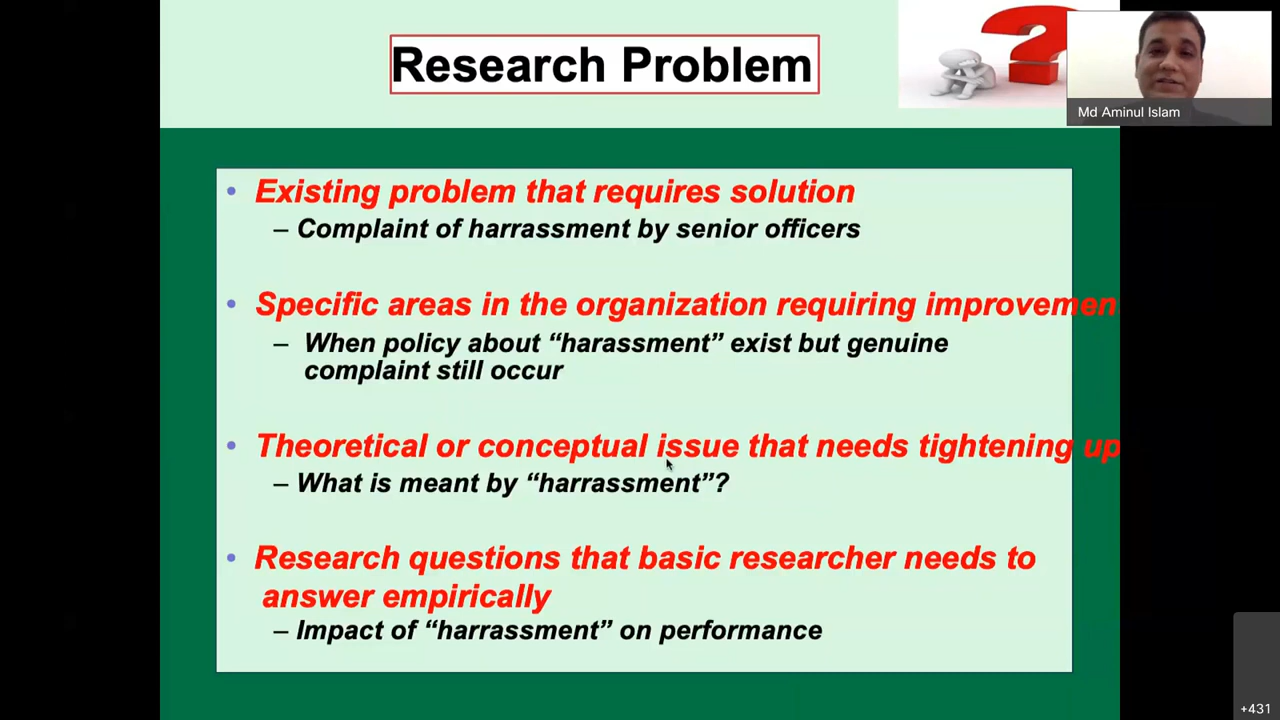 Research Problem
Md Aminul Islam
• Existing problem that requires solution
– Complaint of harrassment by senior officers
• Specific areas in the organization requiring improvemen
– When policy about “harassment” exist but genuine
complaint still occur
• Theoretical or conceptual issue that needs tightening up
– What is meant by “harrassment”?
• Research questions that basic researcher needs to
answer empirically
– Impact of “harrassment” on performance
+431